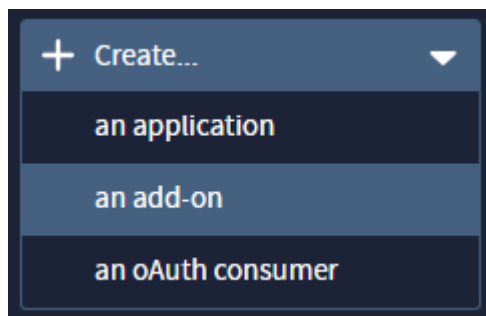 Create...
an application
an add-on
an oAuth consumer